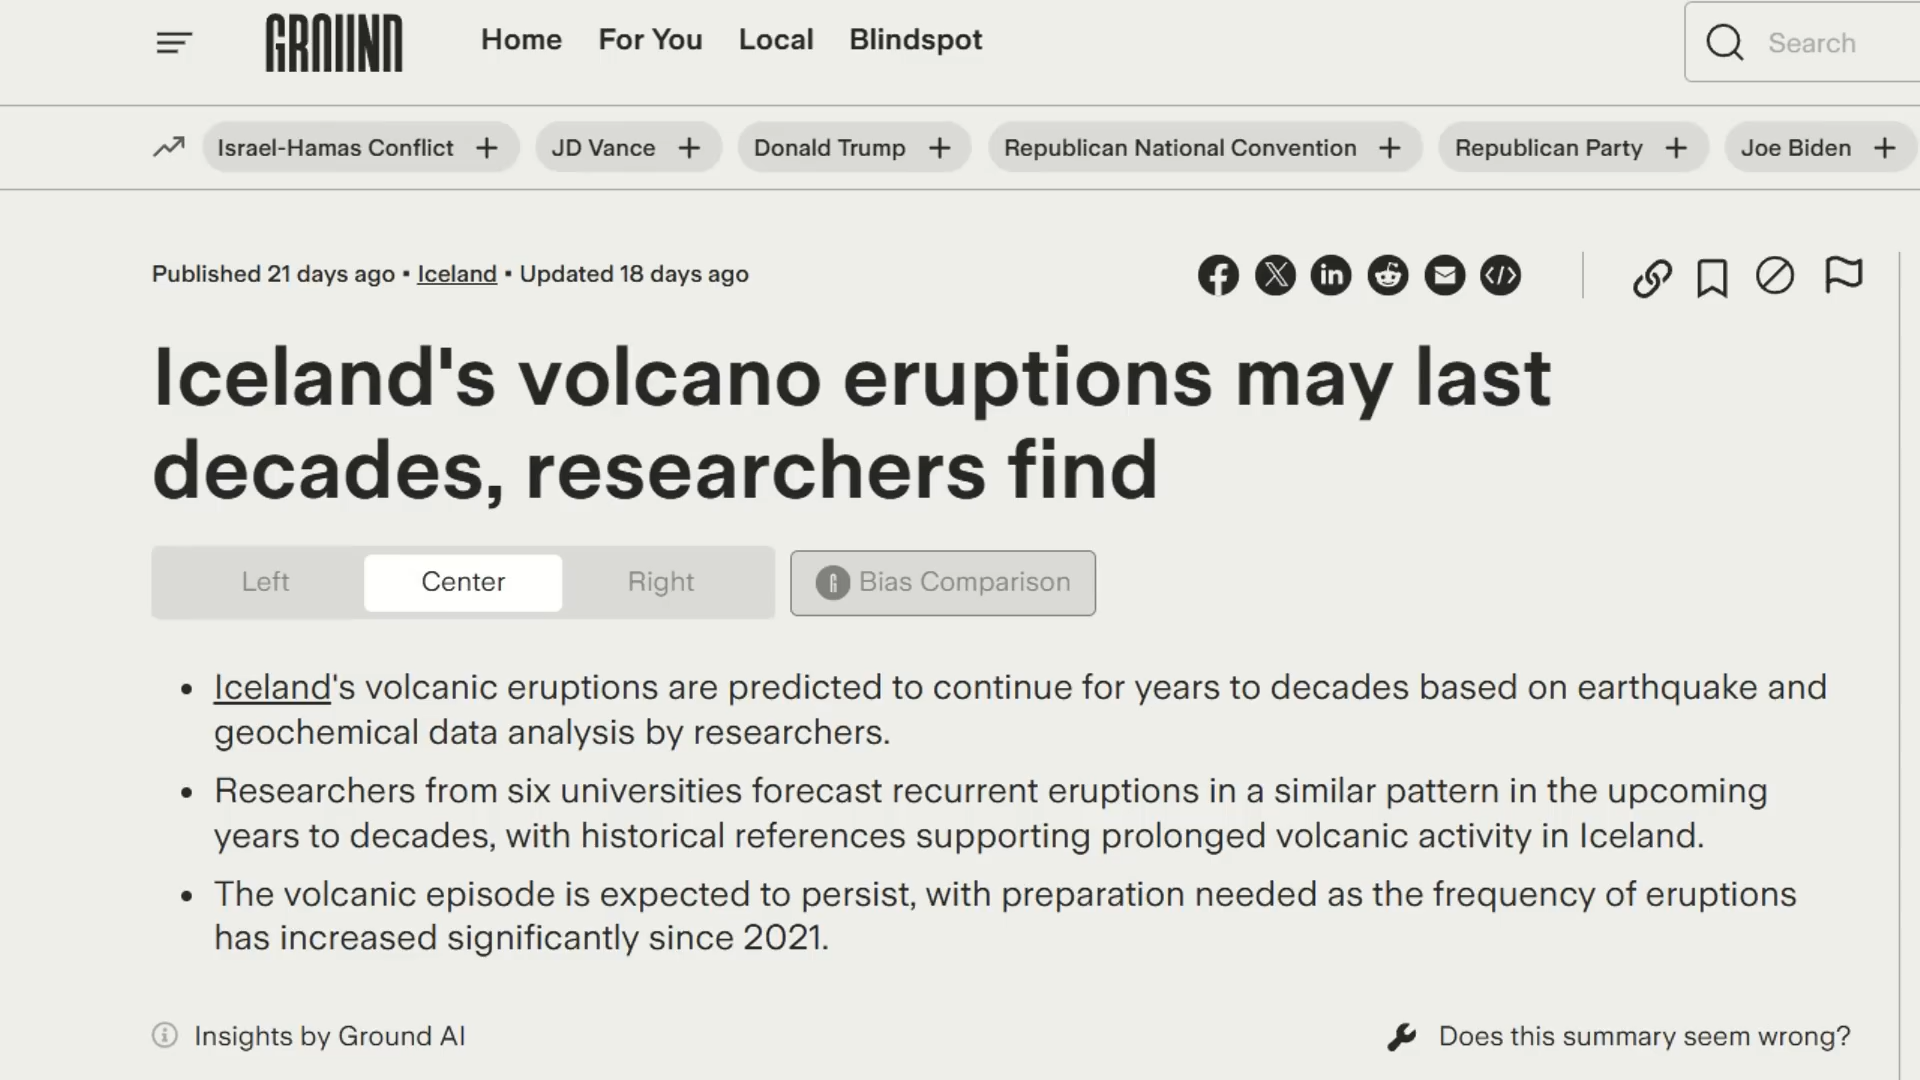 GROUND
Home For You Local Blindspot
Search
Israel-Hamas Conflict + JD Vance + Donald Trump + Republican National Convention + Republican Party + Joe Biden +
Published 21 days ago • Iceland • Updated 18 days ago
Iceland's volcano eruptions may last
decades, researchers find
Left Center Right Bias Comparison
• Iceland's volcanic eruptions are predicted to continue for years to decades based on earthquake and
geochemical data analysis by researchers.
• Researchers from six universities forecast recurrent eruptions in a similar pattern in the upcoming
years to decades, with historical references supporting prolonged volcanic activity in Iceland.
• The volcanic episode is expected to persist, with preparation needed as the frequency of eruptions
has increased significantly since 2021.
Insights by Ground AI
Does this summary seem wrong?